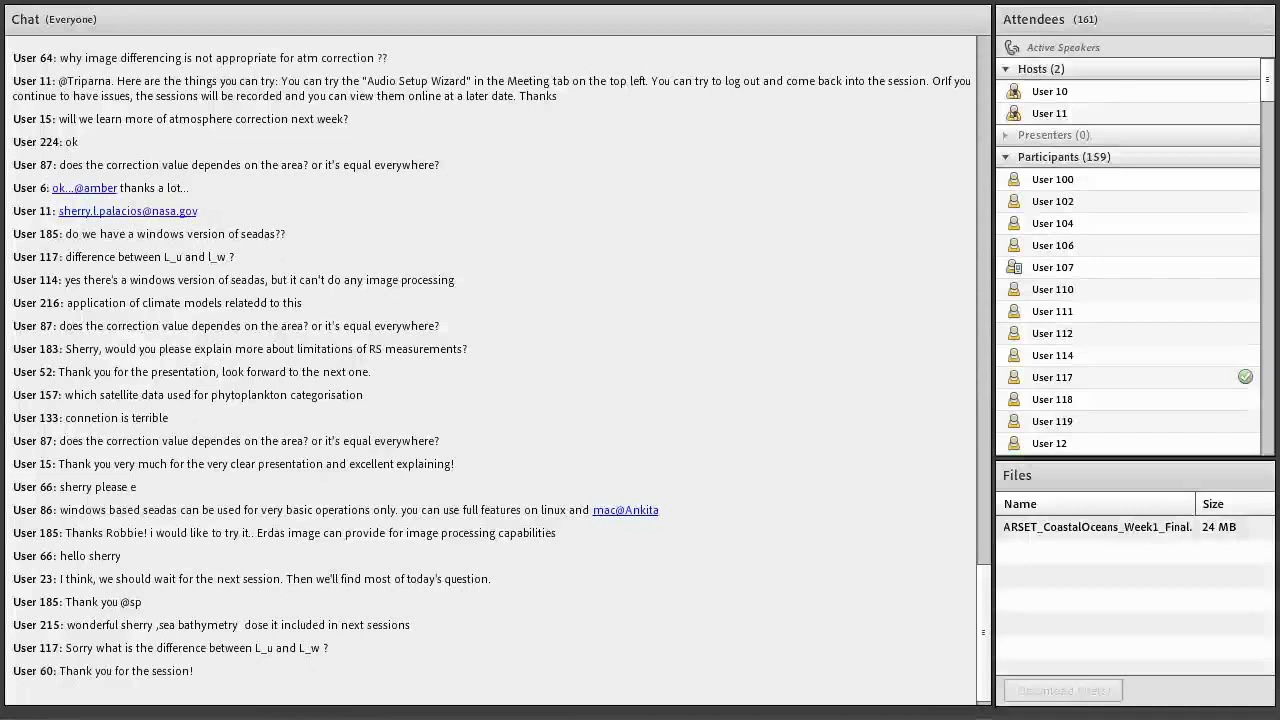 Chat (Everyone)
User 64: why image differencing is not appropriate for atm correction ??
User 11: @Triparna. Here are the things you can try: You can try the "Audio Setup Wizard" in the Meeting tab on the top left. You can try to log out and come back into the session. OrIf you
continue to have issues, the sessions will be recorded and you can view them online at a later date. Thanks
User 15: will we learn more of atmosphere correction next week?
User 224: ok
User 87: does the correction value dependes on the area? or it's equal everywhere?
User 6: ok...@amber thanks a lot...
User 11: sherry.l.palacios@nasa.gov
User 185: do we have a windows version of seadas??
User 117: difference between L_u and l_w ?
User 114: yes there's a windows version of seadas, but it can't do any image processing
User 216: application of climate models relatedd to this
User 87: does the correction value dependes on the area? or it's equal everywhere?
User 183: Sherry, would you please explain more about limitations of RS measurements?
User 52: Thank you for the presentation, look forward to the next one.
User 157: which satellite data used for phytoplankton categorisation
User 133: connetion is terrible
User 87: does the correction value dependes on the area? or it's equal everywhere?
User 15: Thank you very much for the very clear presentation and excellent explaining!
User 66: sherry please e
User 86: windows based seadas can be used for very basic operations only. you can use full features on linux and mac@Ankita
User 185: Thanks Robbie! i would like to try it.. Erdas image can provide for image processing capabilities
User 66: hello sherry
User 23: I think, we should wait for the next session. Then we'll find most of today's question.
User 185: Thank you @sp
User 215: wonderful sherry ,sea bathymetry dose it included in next sessions
User 117: Sorry what is the difference between L_u and L_w ?
User 60: Thank you for the session!
Attendees (161)
Active Speakers
Hosts (2)
User 10
User 11
Presenters (0)
Participants (159)
User 100
User 102
User 104
User 106
User 107
User 110
User 111
User 112
User 114
User 117
User 118
User 119
User 12
Files
Name Size
ARSET_CoastalOceans_Week1_Final. 24 MB
Download File(s)